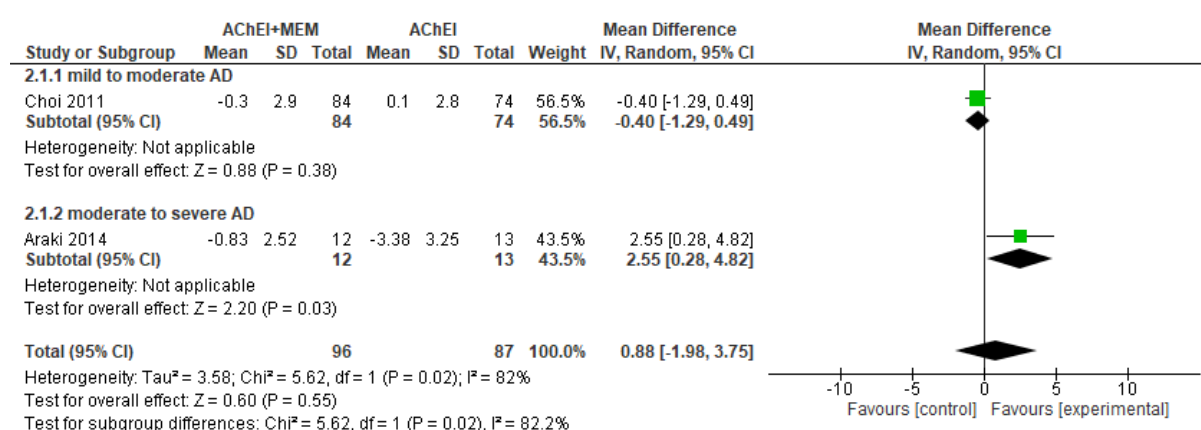 AChEI+MEM AChEI Mean Difference Mean Difference
Study or Subgroup Mean SD Total Mean SD Total Weight IV, Random, 95% CI IV, Random, 95% CI
2.1.1 mild to moderate AD
Choi 2011 -0.3 2.9 84 0.1 2.8 74 56.5% -0.40 [-1.29, 0.49]
Subtotal (95% CI) 84 74 56.5% -0.40 [-1.29, 0.49]
Heterogeneity: Not applicable
Test for overall effect: Z = 0.88 (P = 0.38)
2.1.2 moderate to severe AD
Araki 2014 -0.83 2.52 12 -3.38 3.25 13 43.5% 2.55 [0.28, 4.82]
Subtotal (95% CI) 12 13 43.5% 2.55 [0.28, 4.82]
Heterogeneity: Not applicable
Test for overall effect: Z = 2.20 (P = 0.03)
Total (95% CI) 96 87 100.0% 0.88 [-1.98, 3.75]
Heterogeneity: Tau² = 3.58; Chi² = 5.62, df = 1 (P = 0.02); I² = 82%
Test for overall effect: Z = 0.60 (P = 0.55)
Test for subgroup differences: Chi² = 5.62, df = 1 (P = 0.02), I² = 82.2%
-10 -5 0 5 10
Favours [control] Favours [experimental]